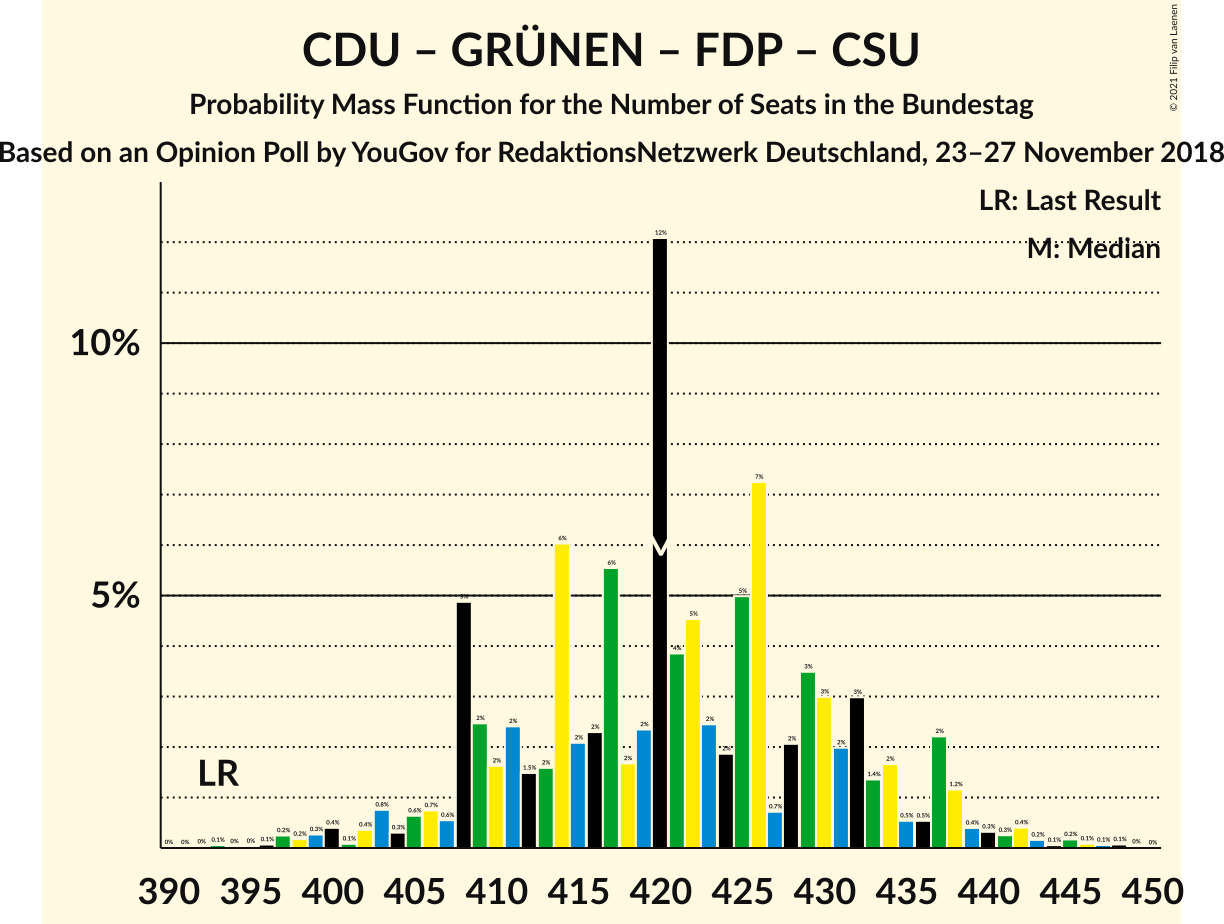 CDU – GRÜNEN – FDP – CSU
Probability Mass Function for the Number of Seats in the Bundestag
Based on an Opinion Poll by YouGov for RedaktionsNetzwerk Deutschland, 23–27 November 2018
© 2021 Filip van Laenen
LR: Last Result
M: Median
10%
5%
LR
0% 0% 0% 0.1% 0% 0% 0.1% 0.2% 0.2% 0.3% 0.4% 0.1% 0.4% 0.8% 0.3% 0.6% 0.7% 0.6% 5% 2% 2% 2% 1.5% 2% 6% 2% 2% 6% 2% 2% 12% 4% 5% 2% 2% 5% 7% 0.7% 2% 3% 3% 2% 3% 1.4% 2% 0.5% 0.5% 2% 1.2% 0.4% 0.3% 0.3% 0.4% 0.2% 0.1% 0.2% 0.1% 0.1% 0.1% 0% 0%
390 395 400 405 410 415 420 425 430 435 440 445 450